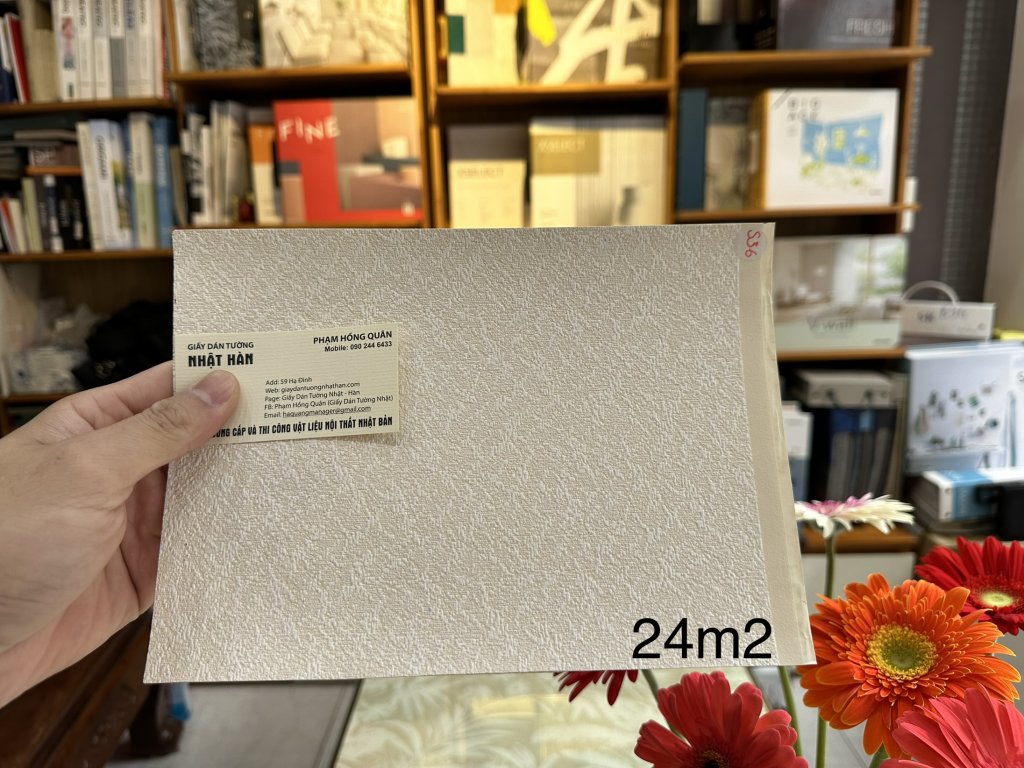 FRESH
FINE
XSELECT
XSELECT
S36
GIẤY DÁN TƯỜNG
NHẬT HÀN
PHẠM HỒNG QUÂN
Mobile: 090 244 6433
Add: 59 Hạ Đình
Web: giaydantuongnhathan.com
Page: Giấy Dán Tường Nhật - Hàn
FB: Phạm Hồng Quân (Giấy Dán Tường Nhật)
Email: haquangmanager@gmail.com
CẤP VÀ THI CÔNG VẬT LIỆU NỘI THẤT NHẬT BẢN
24m2